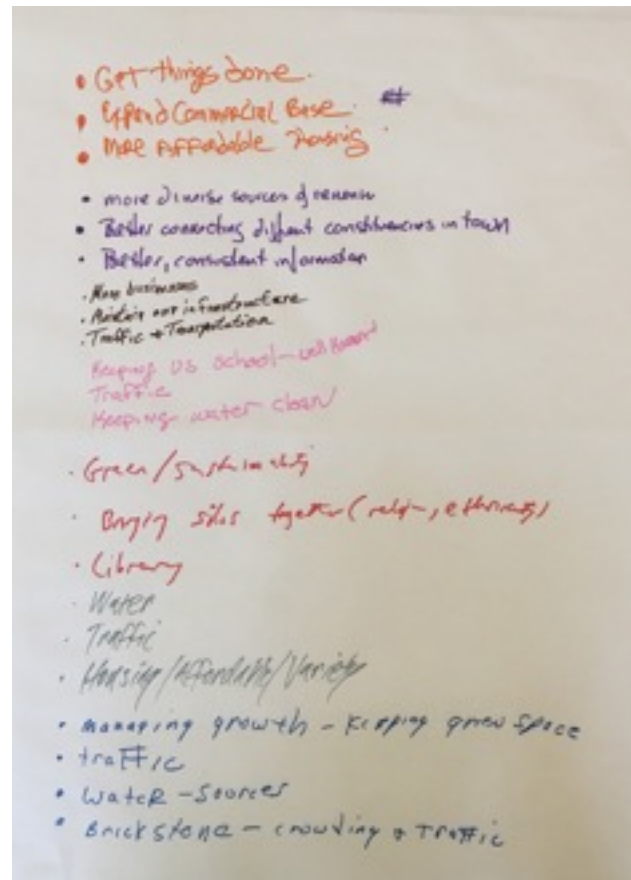 • Get things done.
• Expand Commercial Base.
• More Affordable Housing
• more diverse sources of revenue
• Better connecting different constituencies in town
• Better, consistent information
• More businesses
• Maintain our infrastructure
• Traffic + Transportation
Keeping US School - well
Traffic
Keeping water clean
• Green/Sustainability
• Bringing silos together (religion, ethnicity)
• Library
• Water
• Traffic
• Housing/Affordable/Variety
• managing growth - keeping green space
• traffic
• water - sources
• Brickstone - crowding + Traffic